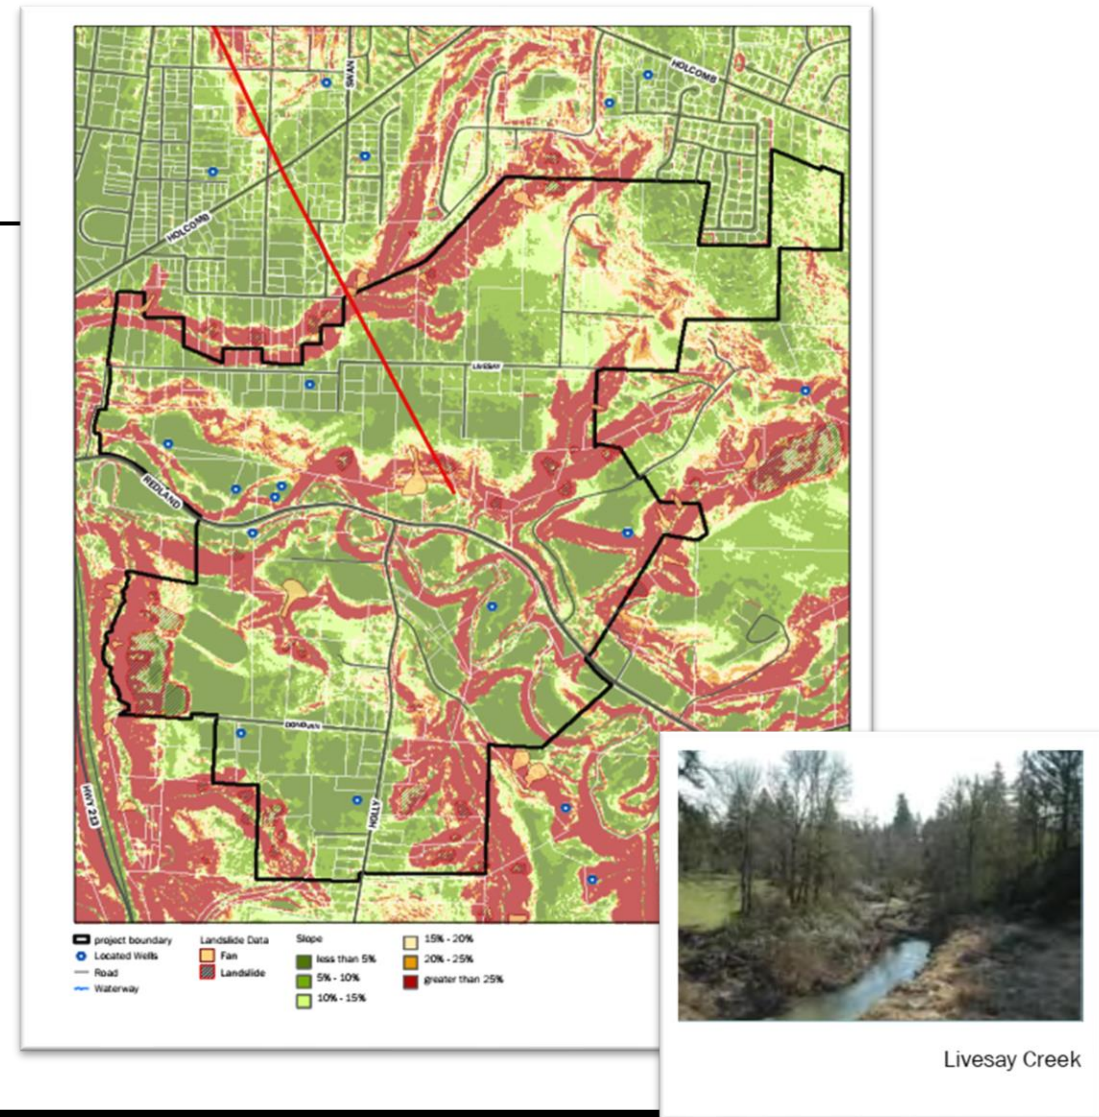 SWAN
HOLCOMB
HOLCOMB
LIVESAY
REDLAND
DONOVAN
HWY 213
HOLLY
project boundary
Located Wells
Road
Waterway
Landslide Data
Fan
Landslide
Slope
less than 5%
5% - 10%
10% - 15%
15% - 20%
20% - 25%
greater than 25%
Livesay Creek